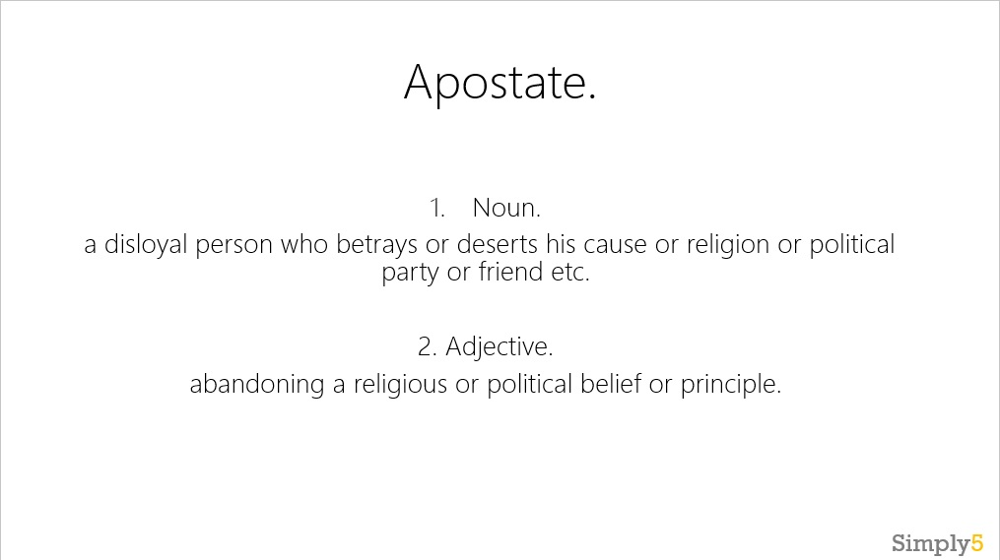 Apostate.
1. Noun.
a disloyal person who betrays or deserts his cause or religion or political
party or friend etc.
2. Adjective.
abandoning a religious or political belief or principle.
Simply5